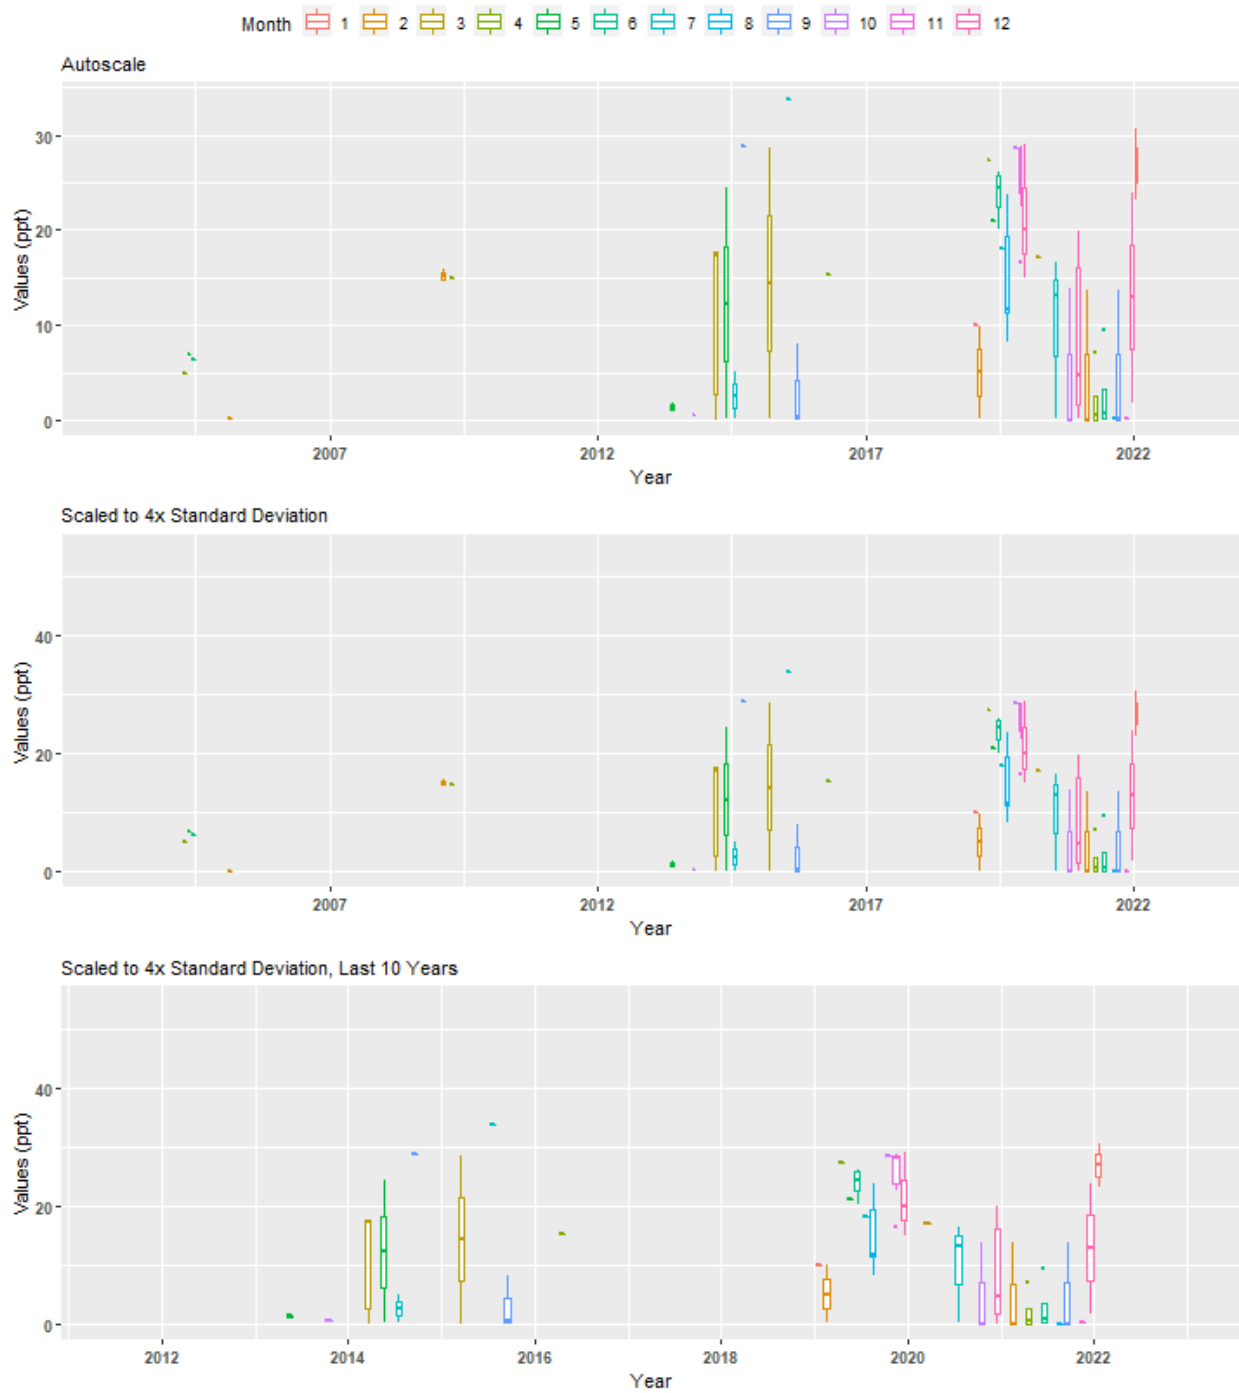 Month 1 2 3 4 5 6 7 8 9 10 11 12
Autoscale
Values (ppt)
30
20
10
0
2007 2012 2017 2022
Year
Scaled to 4x Standard Deviation
Values (ppt)
40
20
0
2007 2012 2017 2022
Year
Scaled to 4x Standard Deviation, Last 10 Years
Values (ppt)
40
20
0
2012 2014 2016 2018 2020 2022
Year